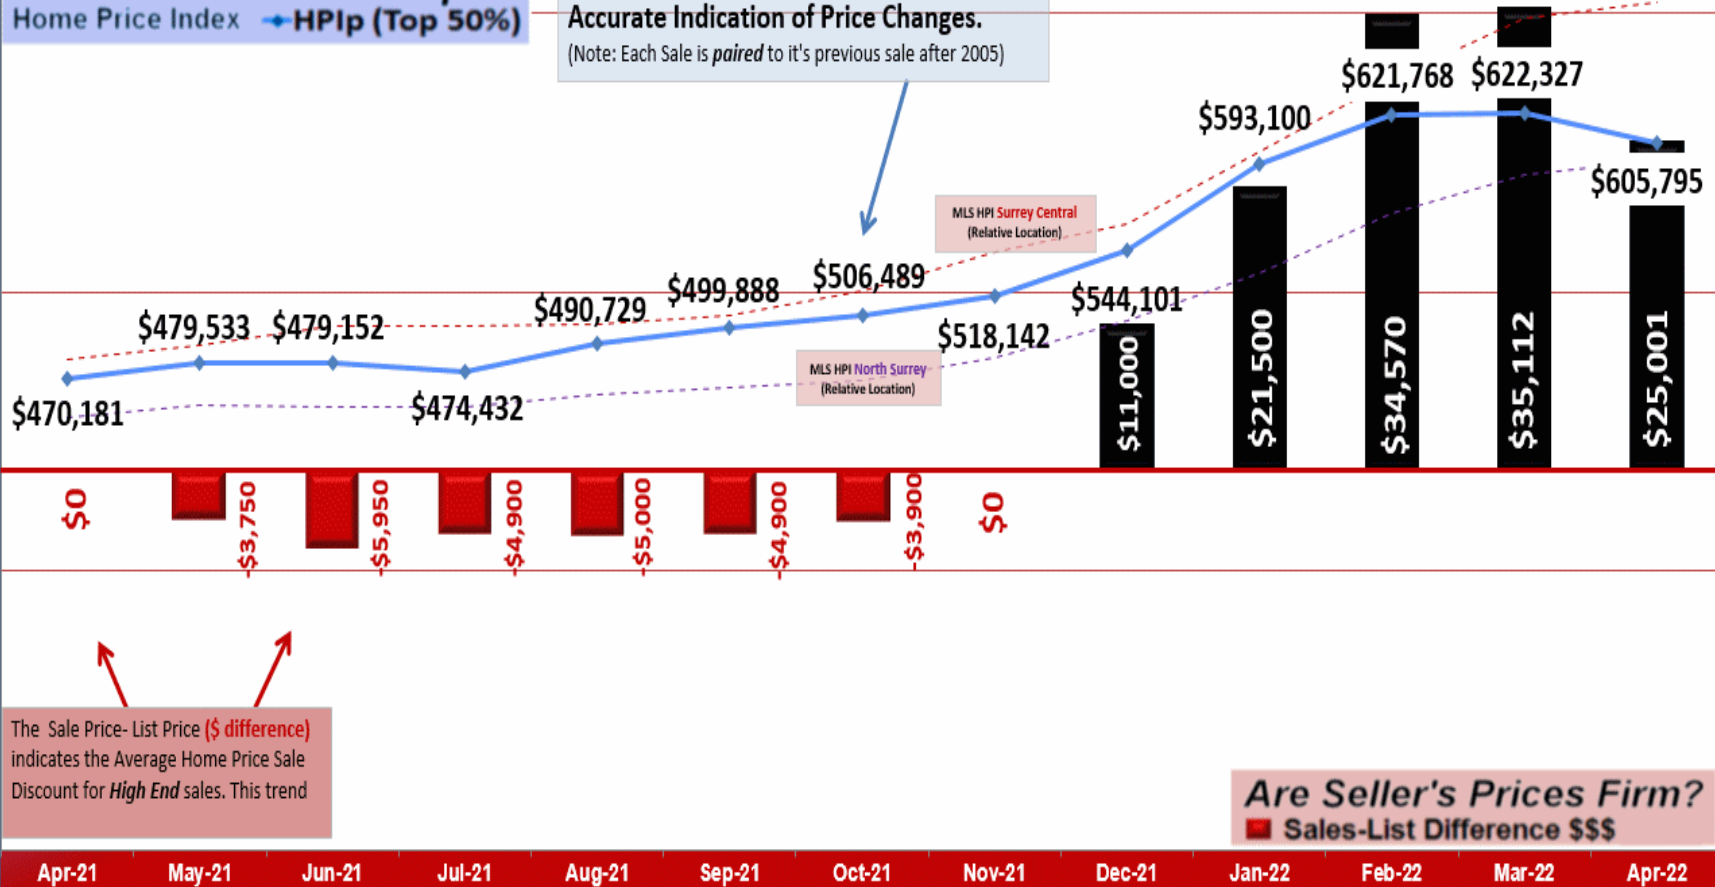 Home Price Index HPIp (Top 50%)
Accurate Indication of Price Changes.
(Note: Each Sale is paired to it's previous sale after 2005)
$621,768 $622,327
$593,100
$605,795
MLS HPI Surrey Central
(Relative Location)
$506,489
$499,888
$490,729
$544,101
$479,533 $479,152
$518,142
MLS HPI North Surrey
(Relative Location)
$470,181
$474,432
$11,000
$21,500
$34,570
$35,112
$25,001
$0
-$3,750
-$5,950
-$4,900
-$5,000
-$4,900
-$3,900
$0
The Sale Price- List Price ($ difference)
indicates the Average Home Price Sale
Discount for High End sales. This trend
Are Seller's Prices Firm?
Sales-List Difference $$$
Apr-21 May-21 Jun-21 Jul-21 Aug-21 Sep-21 Oct-21 Nov-21 Dec-21 Jan-22 Feb-22 Mar-22 Apr-22